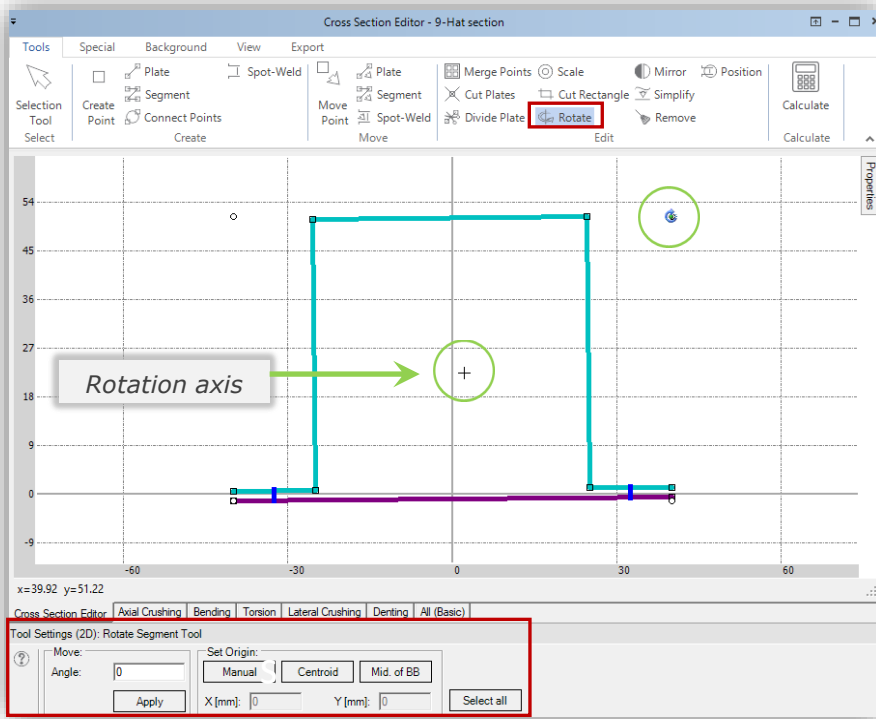 Cross Section Editor - 9-Hat section
Tools Special Background View Export
Selection Tool
Select
Create Point
Plate
Segment
Connect Points
Spot-Weld
Create
Move Point
Plate
Segment
Spot-Weld
Move
Merge Points
Cut Plates
Divide Plate
Scale
Cut Rectangle
Rotate
Mirror
Simplify
Remove
Position
Edit
Calculate
Calculate
Properties
54
45
36
27
18
9
0
-9
-60 -30 0 30 60
Rotation axis
x=39.92 y=51.22
Cross Section Editor Axial Crushing Bending Torsion Lateral Crushing Denting All (Basic)
Tool Settings (2D): Rotate Segment Tool
Move:
Angle: 0
Apply
Set Origin:
Manual S Centroid Mid. of BB
X [mm]: 0 Y [mm]: 0
Select all